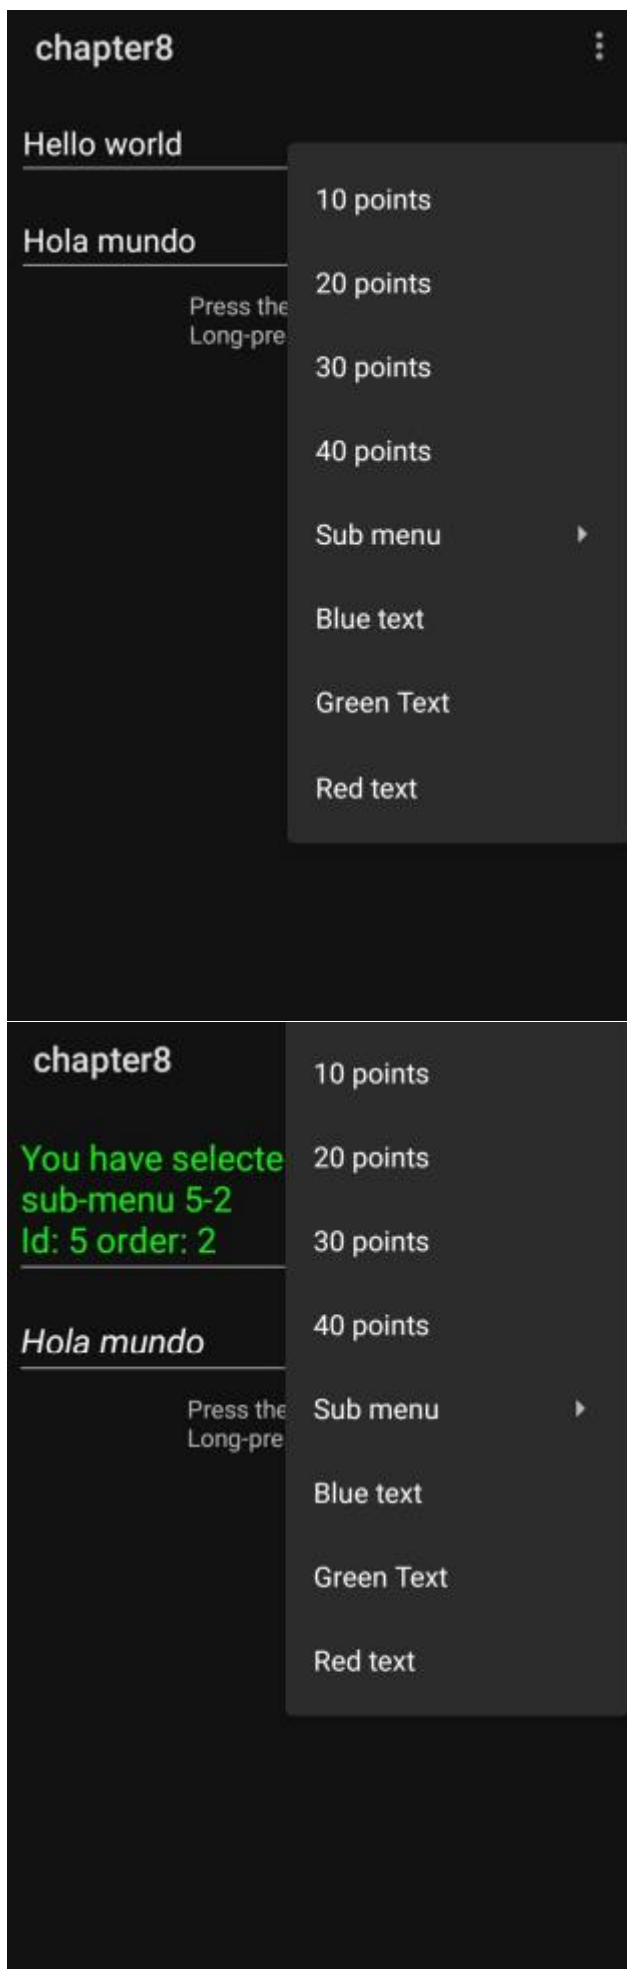 chapter8
Hello world
Hola mundo
Press the
Long-pre
10 points
20 points
30 points
40 points
Sub menu
Blue text
Green Text
Red text
chapter8
You have selecte
sub-menu 5-2
Id: 5 order: 2
Hola mundo
Press the
Long-pre
10 points
20 points
30 points
40 points
Sub menu
Blue text
Green Text
Red text